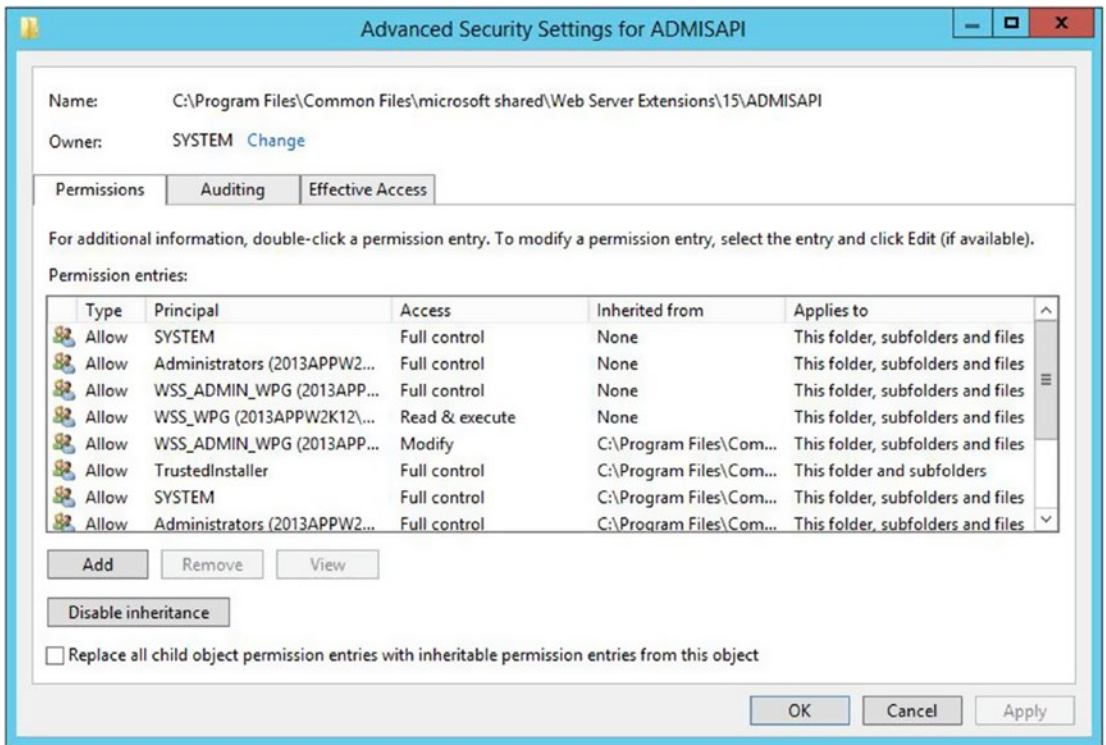 Advanced Security Settings for ADMISAPI
Name: C:\Program Files\Common Files\microsoft shared\Web Server Extensions\15\ADMISAPI
Owner: SYSTEM Change
Permissions Auditing Effective Access
For additional information, double-click a permission entry. To modify a permission entry, select the entry and click Edit (if available).
Permission entries:
Type Principal Access Inherited from Applies to
Allow SYSTEM Full control None This folder, subfolders and files
Allow Administrators (2013APPW2... Full control None This folder, subfolders and files
Allow WSS_ADMIN_WPG (2013APP... Full control None This folder, subfolders and files
Allow WSS_WPG (2013APPW2K12\... Read & execute None This folder, subfolders and files
Allow WSS_ADMIN_WPG (2013APP... Modify C:\Program Files\Com... This folder, subfolders and files
Allow TrustedInstaller Full control C:\Program Files\Com... This folder and subfolders
Allow SYSTEM Full control C:\Program Files\Com... This folder, subfolders and files
Allow Administrators (2013APPW2... Full control C:\Program Files\Com... This folder, subfolders and files
Add Remove View
Disable inheritance
Replace all child object permission entries with inheritable permission entries from this object
OK Cancel Apply